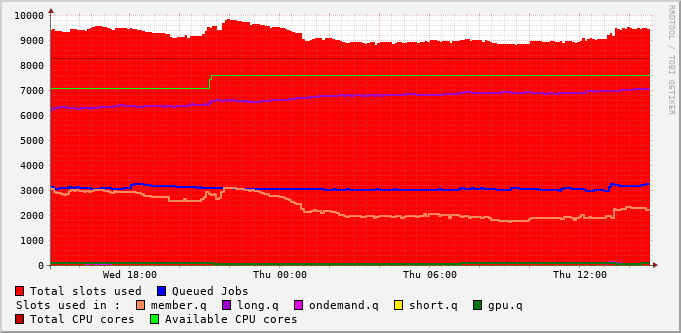 10000
9000
8000
7000
6000
5000
4000
3000
2000
1000
0
Wed 18:00 Thu 00:00 Thu 06:00 Thu 12:00
RRDTOOL / TOBI OETIKER
Total slots used Queued Jobs
Slots used in : member.q long.q ondemand.q short.q gpu.q
Total CPU cores Available CPU cores